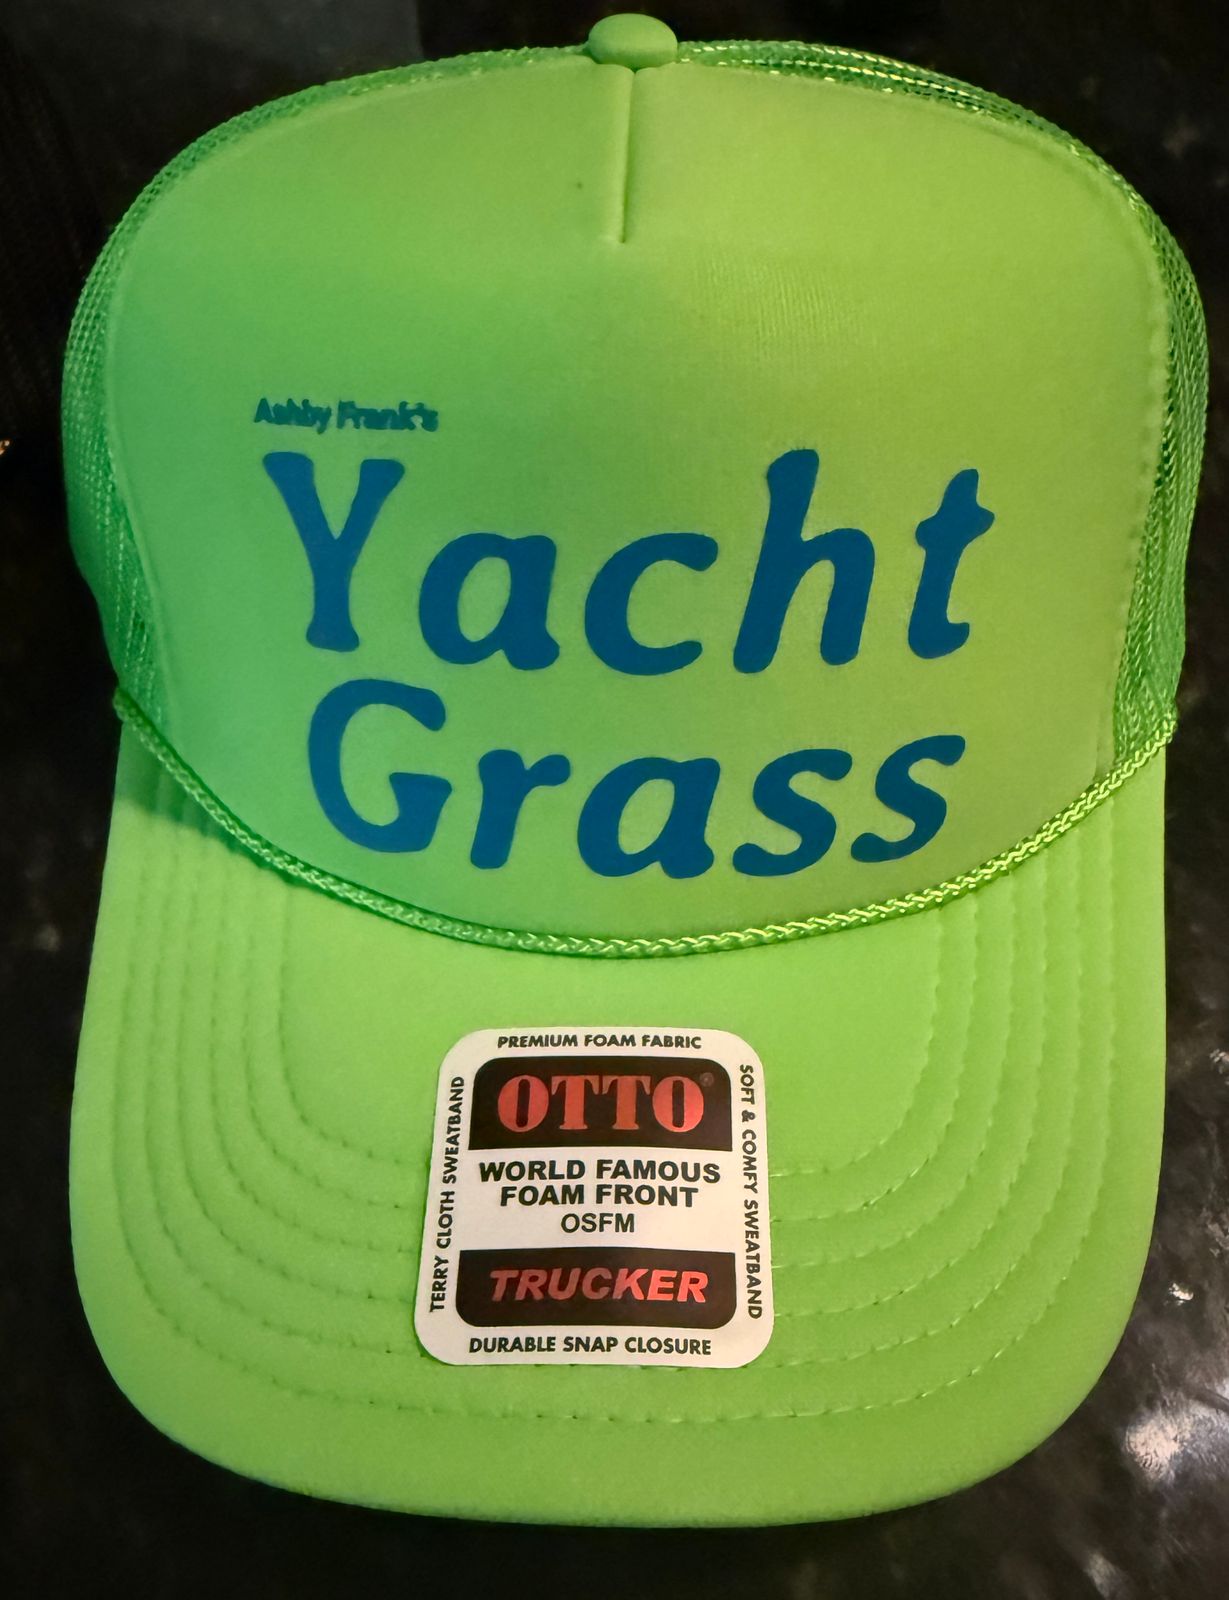 Ashby Frank's
Yacht
Grass
PREMIUM FOAM FABRIC
OTTO®
WORLD FAMOUS
FOAM FRONT
OSFM
TRUCKER
DURABLE SNAP CLOSURE
TERRY CLOTH SWEATBAND
SOFT & COMFY SWEATBAND